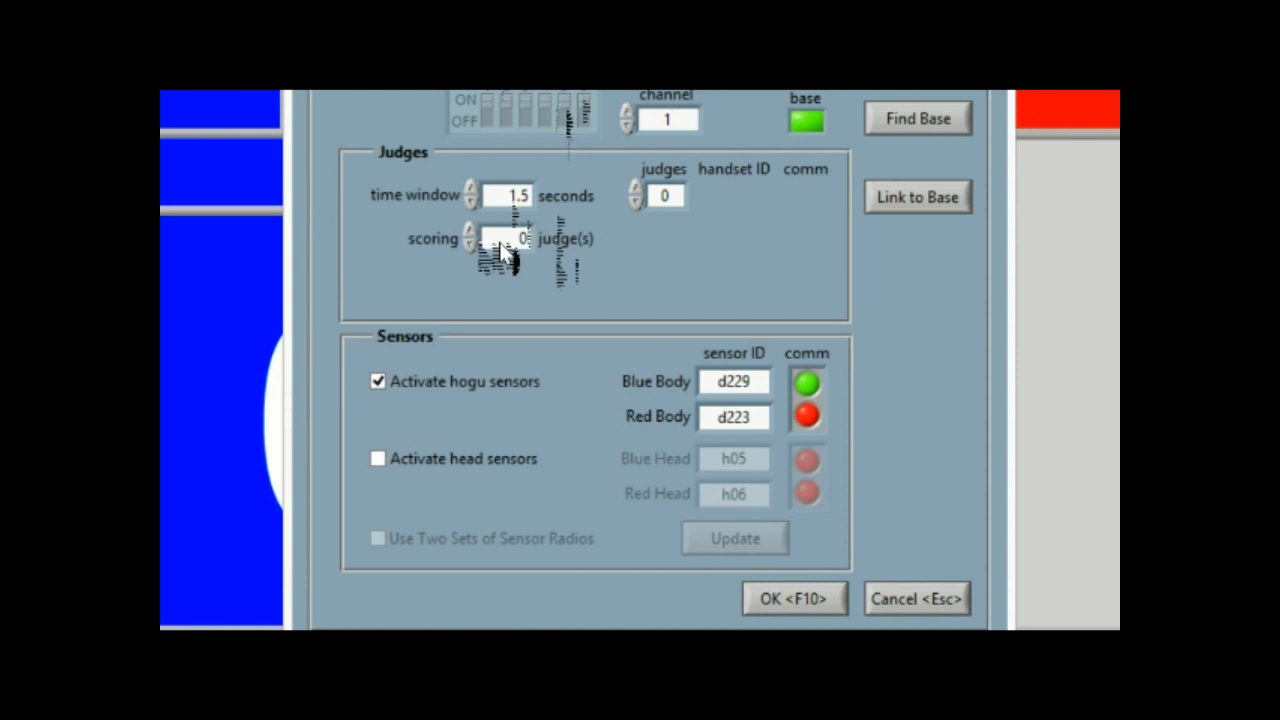 channel
base
ON
OFF
1
Find Base
Judges
judges handset ID comm
time window 1.5 seconds 0
Link to Base
scoring 0 judge(s)
Sensors
sensor ID comm
Activate hogu sensors Blue Body d229
Red Body d223
Activate head sensors Blue Head h05
Red Head h06
Use Two Sets of Sensor Radios Update
OK <F10> Cancel <Esc>